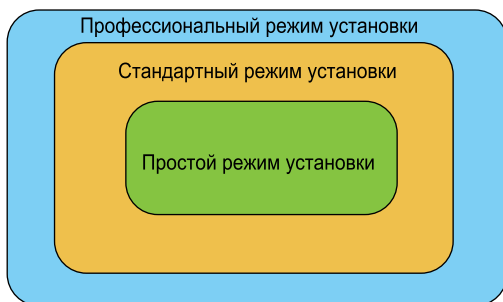 Профессиональный режим установки
Стандартный режим установки
Простой режим установки